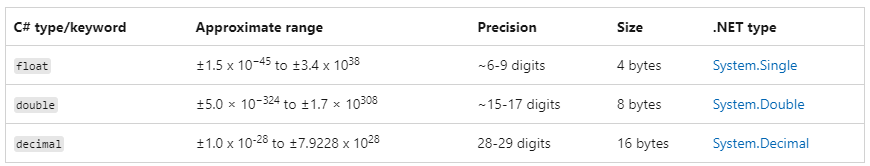 C# type/keyword Approximate range Precision Size .NET type
float ±1.5 x 10⁻⁴⁵ to ±3.4 x 10³⁸ ~6-9 digits 4 bytes System.Single
double ±5.0 × 10⁻³²⁴ to ±1.7 × 10³⁰⁸ ~15-17 digits 8 bytes System.Double
decimal ±1.0 x 10⁻²⁸ to ±7.9228 x 10²⁸ 28-29 digits 16 bytes System.Decimal